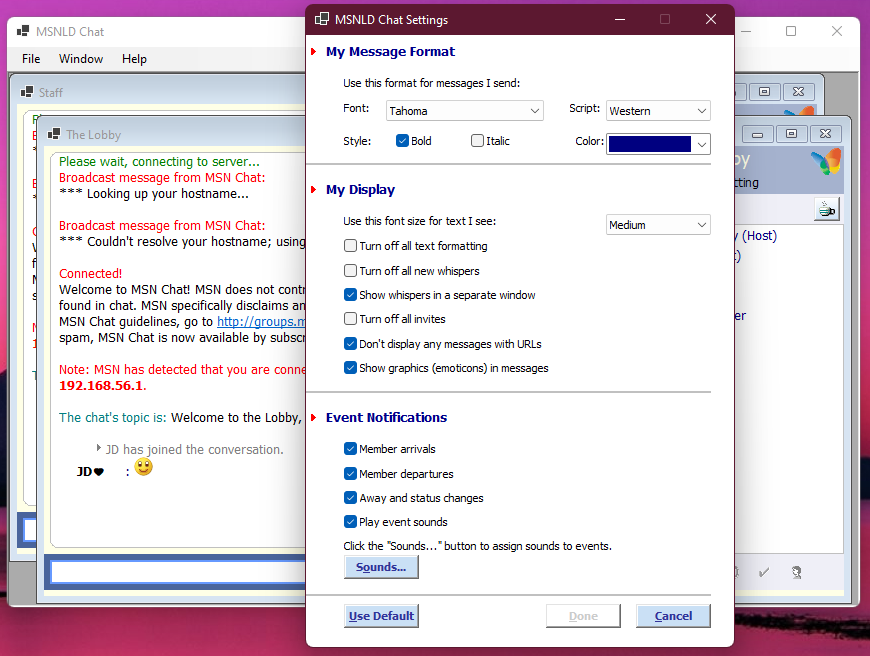 MSNLD Chat
File Window Help
Staff
The Lobby
Please wait, connecting to server...
Broadcast message from MSN Chat:
*** Looking up your hostname...
Broadcast message from MSN Chat:
*** Couldn't resolve your hostname; using
Connected!
Welcome to MSN Chat! MSN does not contr
found in chat. MSN specifically disclaims an
MSN Chat guidelines, go to http://groups.m
spam, MSN Chat is now available by subscr
Note: MSN has detected that you are conne
192.168.56.1.
The chat's topic is: Welcome to the Lobby,
JD has joined the conversation.
JD♥ :
MSNLD Chat Settings
My Message Format
Use this format for messages I send:
Font: Tahoma Script: Western
Style: Bold Italic Color:
My Display
Use this font size for text I see: Medium
Turn off all text formatting
Turn off all new whispers
Show whispers in a separate window
Turn off all invites
Don't display any messages with URLs
Show graphics (emoticons) in messages
Event Notifications
Member arrivals
Member departures
Away and status changes
Play event sounds
Click the "Sounds..." button to assign sounds to events.
Sounds...
Use Default Done Cancel
by
tting
y (Host)
er